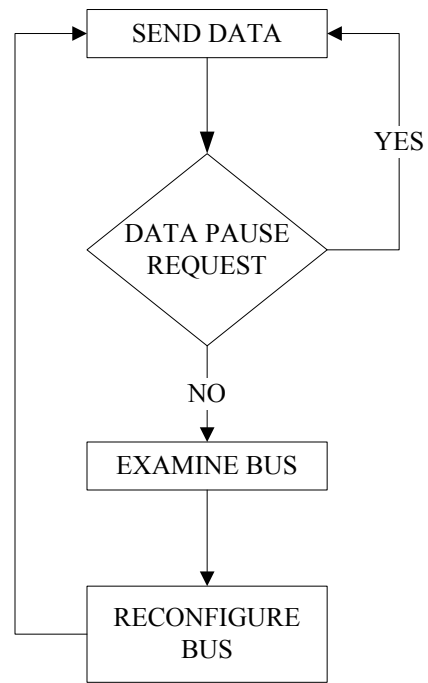 SEND DATA
YES
DATA PAUSE
REQUEST
NO
EXAMINE BUS
RECONFIGURE
BUS